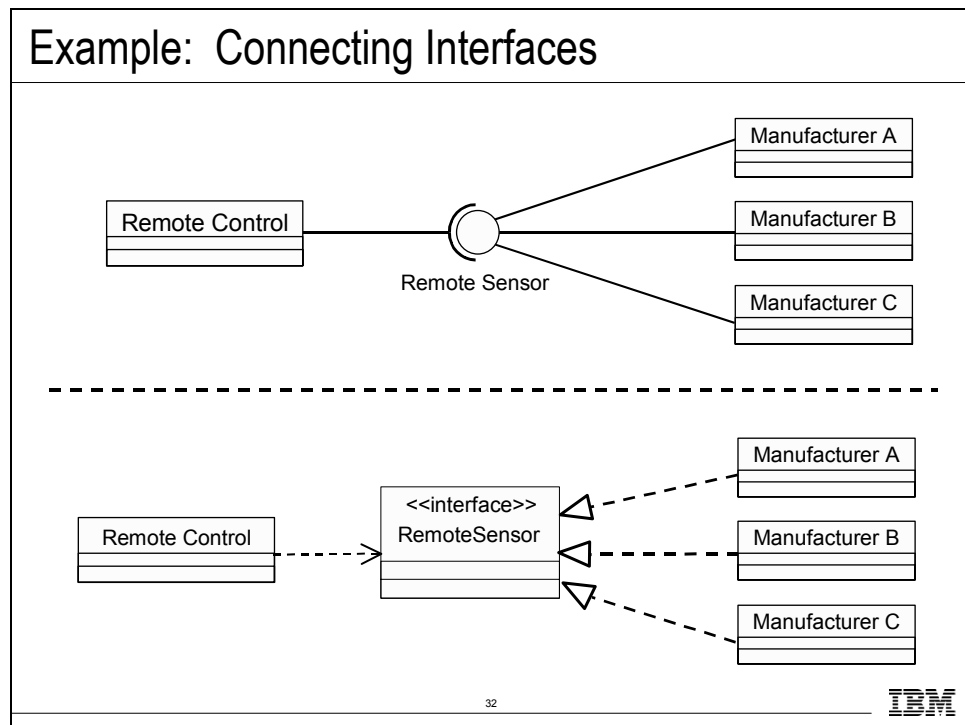 Example: Connecting Interfaces
Manufacturer A
Remote Control
Manufacturer B
Remote Sensor
Manufacturer C
Manufacturer A
<<interface>>
RemoteSensor
Remote Control
Manufacturer B
Manufacturer C
32
IBM